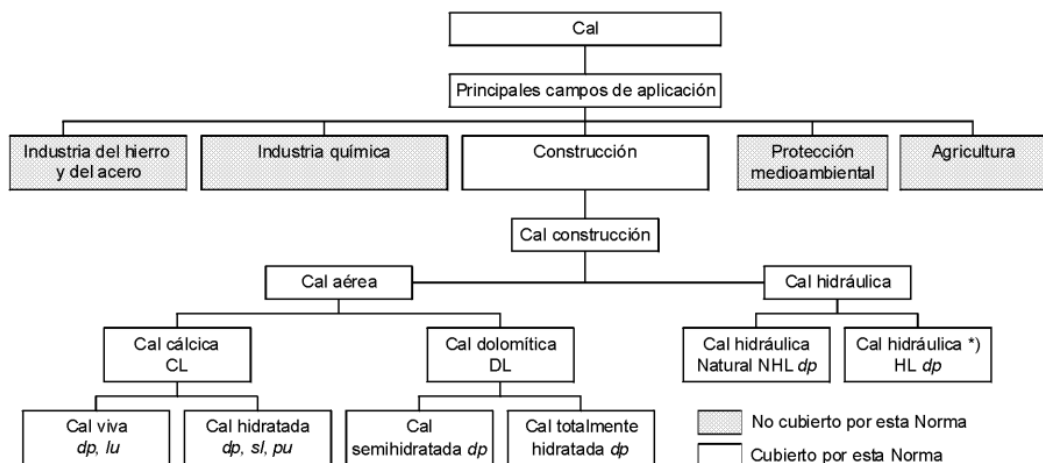 Cal
Principales campos de aplicación
Industria del hierro
y del acero
Industria química
Construcción
Protección
medioambiental
Agricultura
Cal construcción
Cal aérea
Cal hidráulica
Cal cálcica
CL
Cal dolomítica
DL
Cal hidráulica
Natural NHL dp
Cal hidráulica *)
HL dp
Cal viva
dp, lu
Cal hidratada
dp, sl, pu
Cal
semihidratada dp
Cal totalmente
hidratada dp
No cubierto por esta Norma
Cubierto por esta Norma